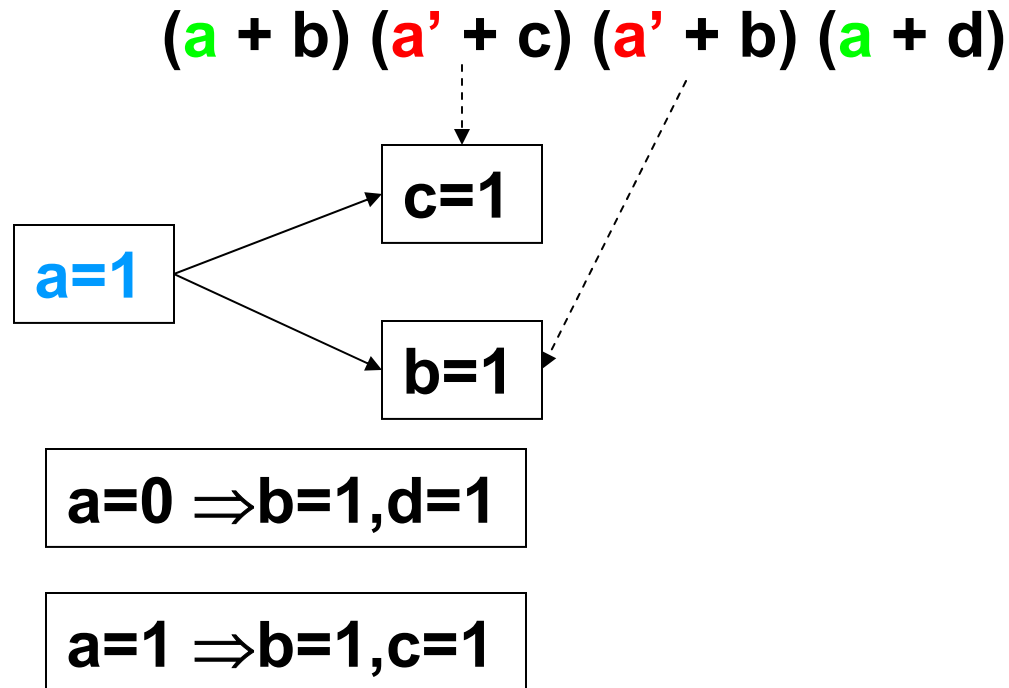 (a + b) (a’ + c) (a’ + b) (a + d)
c=1
a=1
b=1
a=0 ⇒b=1,d=1
a=1 ⇒b=1,c=1